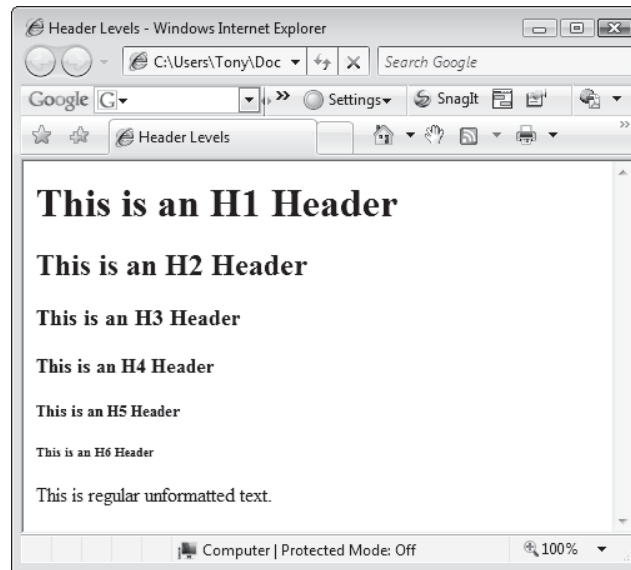 Header Levels - Windows Internet Explorer
C:\Users\Tony\Doc Search Google
Google G Settings SnagIt
Header Levels
This is an H1 Header
This is an H2 Header
This is an H3 Header
This is an H4 Header
This is an H5 Header
This is an H6 Header
This is regular unformatted text.
Computer | Protected Mode: Off 100%